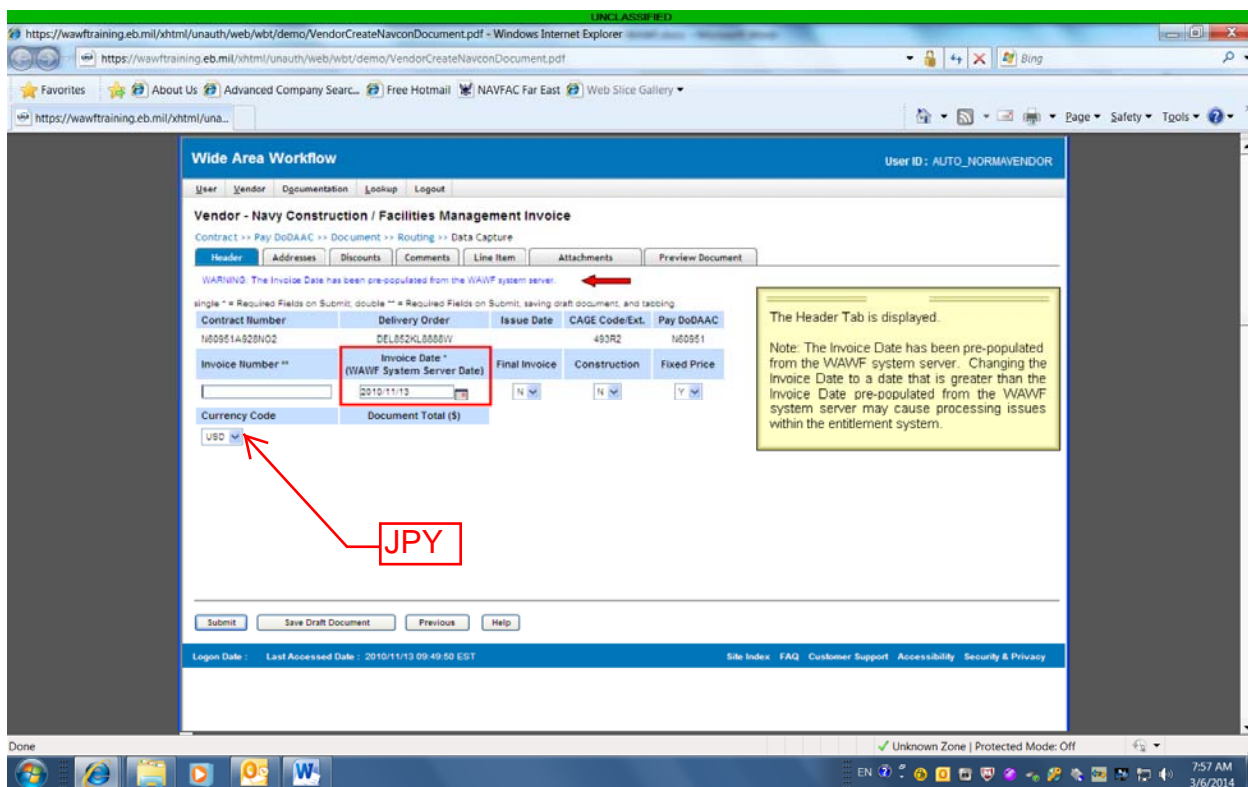 UNCLASSIFIED
https://wawftraining.eb.mil/xhtml/unauth/web/wbt/demo/VendorCreateNavconDocument.pdf - Windows Internet Explorer
https://wawftraining.eb.mil/xhtml/unauth/web/wbt/demo/VendorCreateNavconDocument.pdf
Bing
Favorites About Us Advanced Company Searc... Free Hotmail NAVFAC Far East Web Slice Gallery
https://wawftraining.eb.mil/xhtml/una...
Page Safety Tools
Wide Area Workflow
User ID : AUTO_NORMAVENDOR
User Vendor Documentation Lookup Logout
Vendor - Navy Construction / Facilities Management Invoice
Contract >> Pay DoDAAC >> Document >> Routing >> Data Capture
Header Addresses Discounts Comments Line Item Attachments Preview Document
WARNING: The Invoice Date has been pre-populated from the WAWF system server.
single * = Required Fields on Submit; double ** = Required Fields on Submit, saving draft document, and tabbing.
Contract Number Delivery Order Issue Date CAGE Code/Ext. Pay DoDAAC
N60951A928NO2 DEL852KL8888W 493R2 N60951
Invoice Number ** Invoice Date * (WAWF System Server Date) Final Invoice Construction Fixed Price
2010/11/13 N N Y
Currency Code Document Total ($)
USD
JPY
The Header Tab is displayed.
Note: The Invoice Date has been pre-populated
from the WAWF system server. Changing the
Invoice Date to a date that is greater than the
Invoice Date pre-populated from the WAWF
system server may cause processing issues
within the entitlement system.
Submit Save Draft Document Previous Help
Logon Date : Last Accessed Date : 2010/11/13 09:49:50 EST
Site Index FAQ Customer Support Accessibility Security & Privacy
Done
Unknown Zone | Protected Mode: Off
EN
7:57 AM
3/6/2014